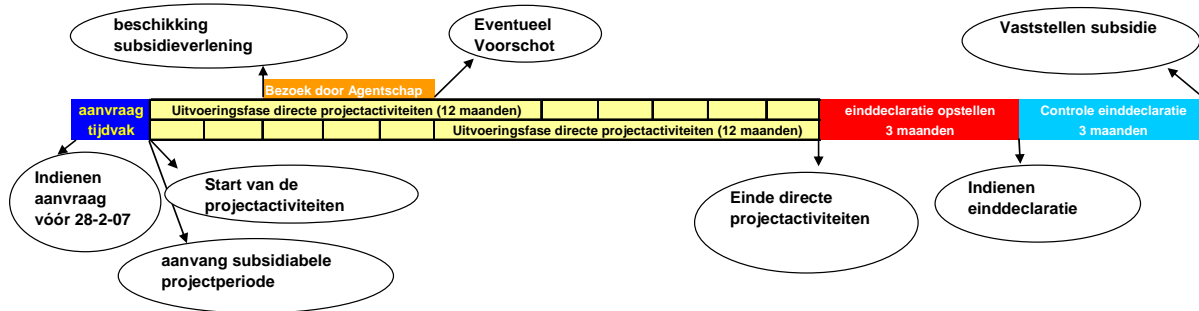 beschikking
subsidieverlening
Eventueel
Voorschot
Vaststellen subsidie
Bezoek door Agentschap
aanvraag
tijdvak
Uitvoeringsfase directe projectactiviteiten (12 maanden)
Uitvoeringsfase directe projectactiviteiten (12 maanden)
einddeclaratie opstellen
3 maanden
Controle einddeclaratie
3 maanden
Indienen
aanvraag
vóór 28-2-07
Start van de
projectactiviteiten
Einde directe
projectactiviteiten
Indienen
einddeclaratie
aanvang subsidiabele
projectperiode